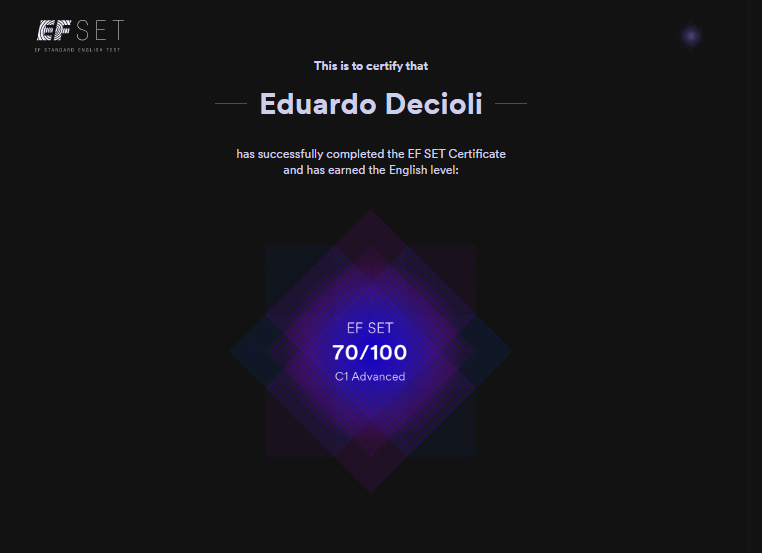 EF SET
EF STANDARD ENGLISH TEST
This is to certify that
Eduardo Decioli
has successfully completed the EF SET Certificate
and has earned the English level:
EF SET
70/100
C1 Advanced